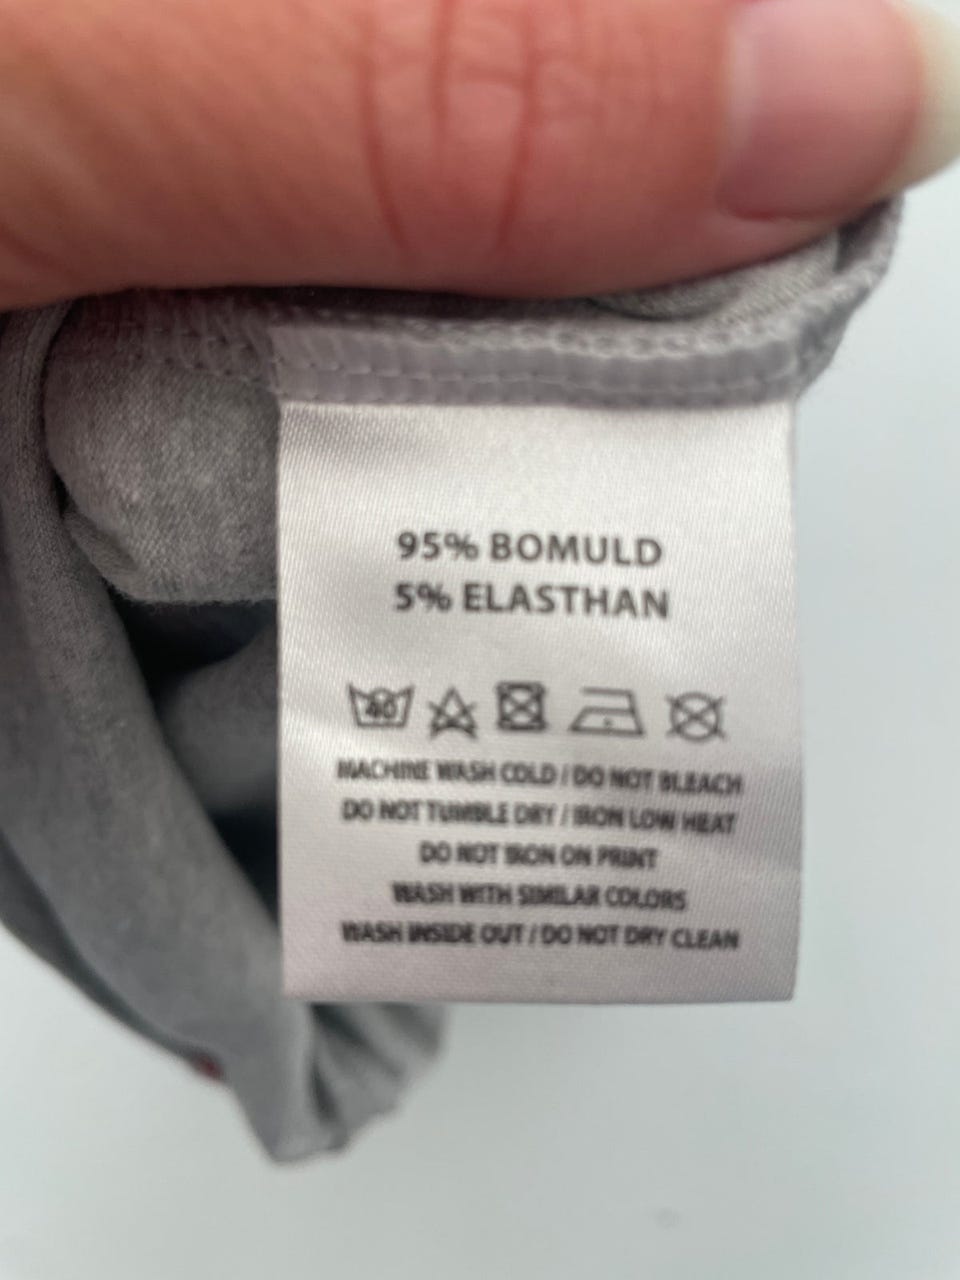 95% BOMULD
5% ELASTHAN
40
MACHINE WASH COLD / DO NOT BLEACH
DO NOT TUMBLE DRY / IRON LOW HEAT
DO NOT IRON ON PRINT
WASH WITH SIMILAR COLORS
WASH INSIDE OUT / DO NOT DRY CLEAN